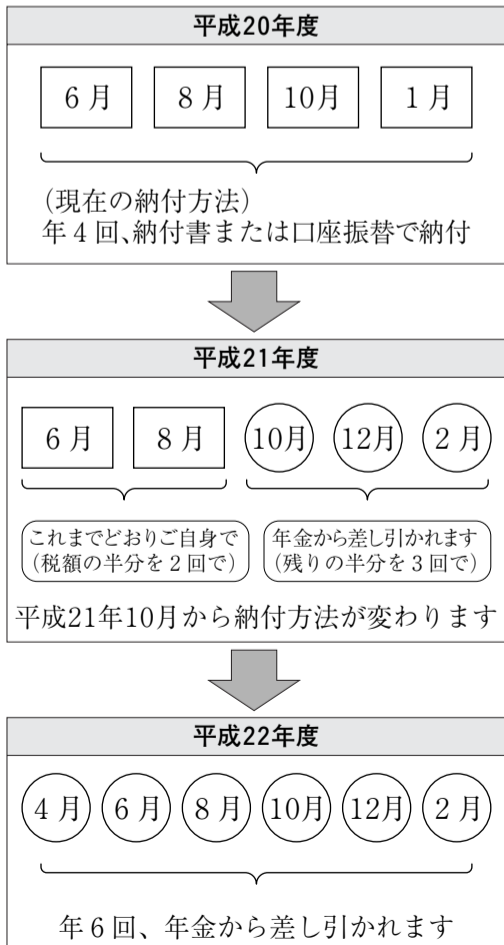 平成20年度
6月 8月 10月 1月
(現在の納付方法)
年4回、納付書または口座振替で納付
平成21年度
6月 8月 10月 12月 2月
これまでどおりご自身で
(税額の半分を2回で)
年金から差し引かれます
(残りの半分を3回で)
平成21年10月から納付方法が変わります
平成22年度
4月 6月 8月 10月 12月 2月
年6回、年金から差し引かれます